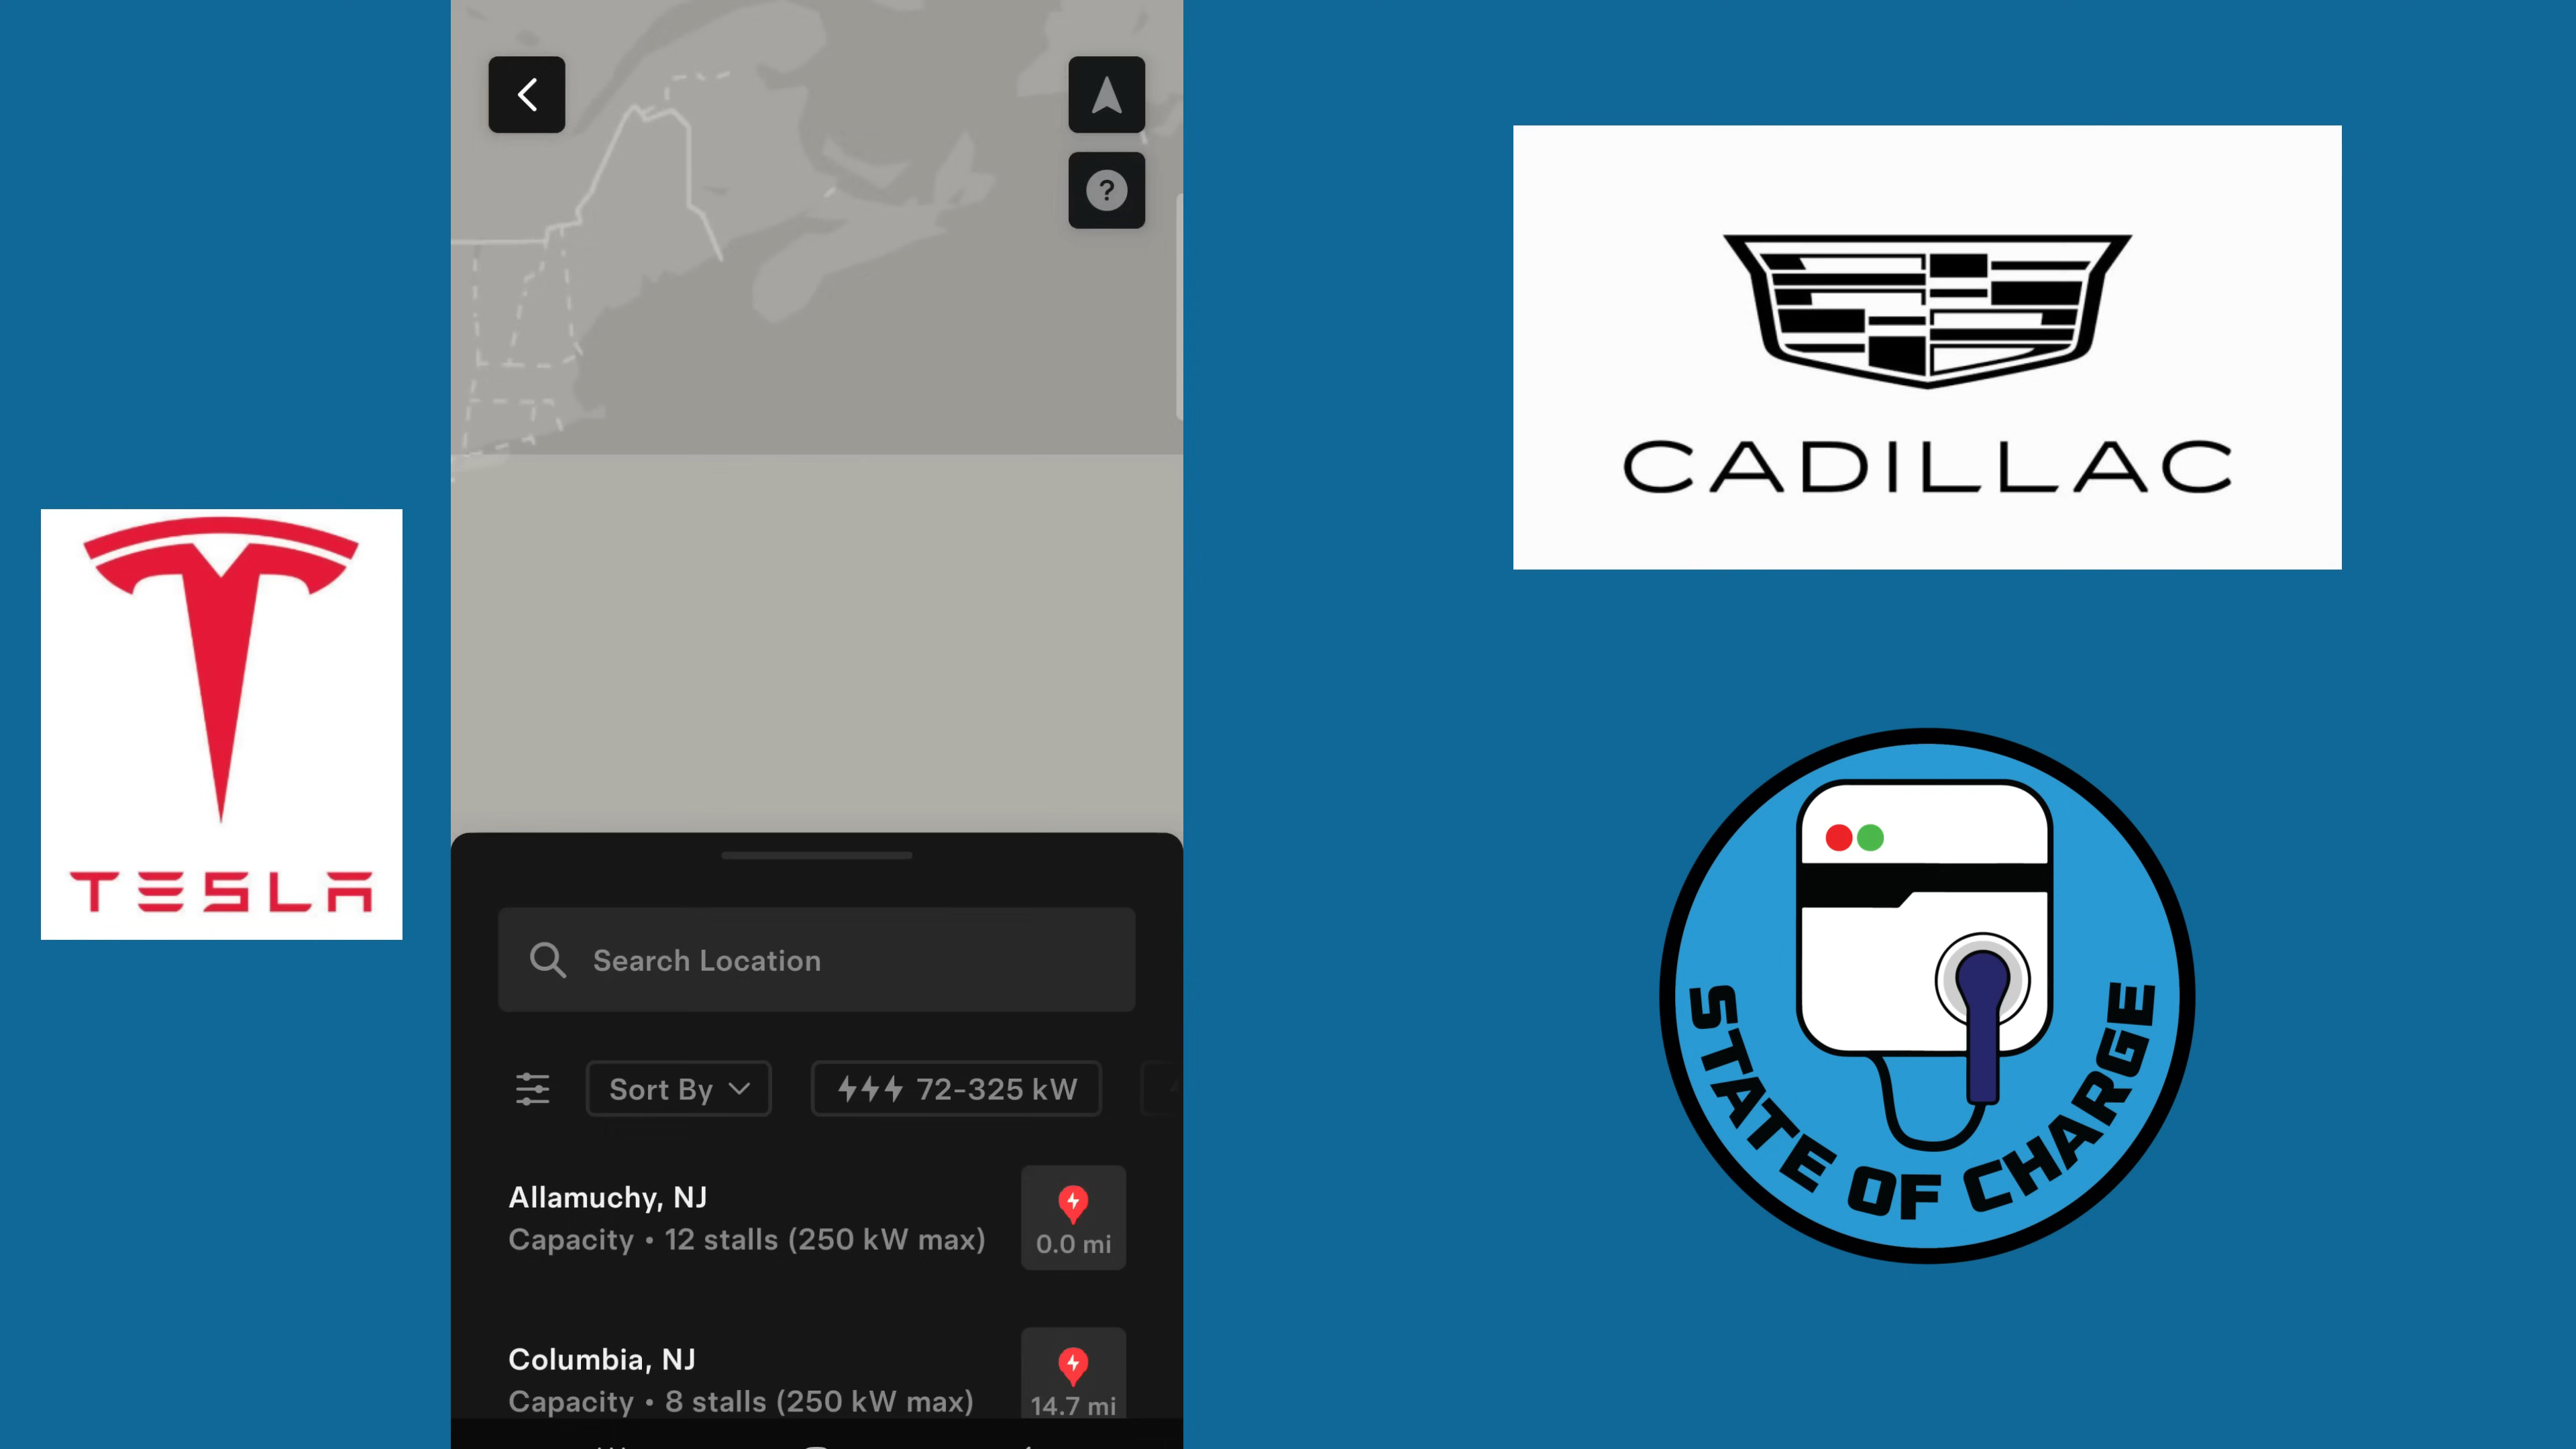 TESLA
?
Search Location
Sort By
72-325 kW
Allamuchy, NJ
Capacity • 12 stalls (250 kW max)
0.0 mi
Columbia, NJ
Capacity • 8 stalls (250 kW max)
14.7 mi
CADILLAC
STATE OF CHARGE